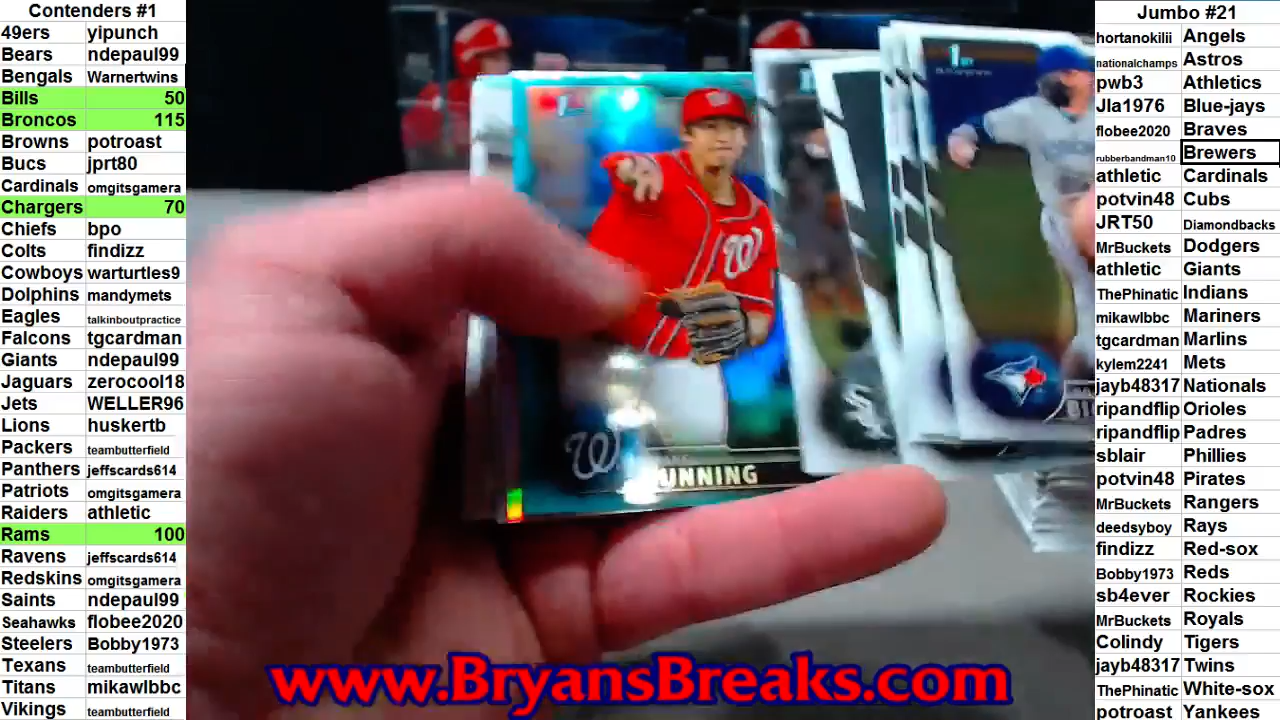 Contenders #1
49ers yipunch
Bears ndepaul99
Bengals Warnertwins
Bills 50
Broncos 115
Browns potroast
Bucs jprt80
Cardinals omgitsgamera
Chargers 70
Chiefs bpo
Colts findizz
Cowboys warturtles9
Dolphins mandymets
Eagles talkinboutpractice
Falcons tgcardman
Giants ndepaul99
Jaguars zerocool18
Jets WELLER96
Lions huskertb
Packers teambutterfield
Panthers jeffscards614
Patriots omgitsgamera
Raiders athletic
Rams 100
Ravens jeffscards614
Redskins omgitsgamera
Saints ndepaul99
Seahawks flobee2020
Steelers Bobby1973
Texans teambutterfield
Titans mikawlbbc
Vikings teambutterfield
1st
W
W
W
UNNING
www.BryansBreaks.com
Jumbo #21
hortanokilii Angels
nationalchamps Astros
pwb3 Athletics
Jla1976 Blue-jays
flobee2020 Braves
rubberbandman10 Brewers
athletic Cardinals
potvin48 Cubs
JRT50 Diamondbacks
MrBuckets Dodgers
athletic Giants
ThePhinatic Indians
mikawlbbc Mariners
tgcardman Marlins
kylem2241 Mets
jayb48317 Nationals
ripandflip Orioles
ripandflip Padres
sblair Phillies
potvin48 Pirates
MrBuckets Rangers
deedsyboy Rays
findizz Red-sox
Bobby1973 Reds
sb4ever Rockies
MrBuckets Royals
Colindy Tigers
jayb48317 Twins
ThePhinatic White-sox
potroast Yankees